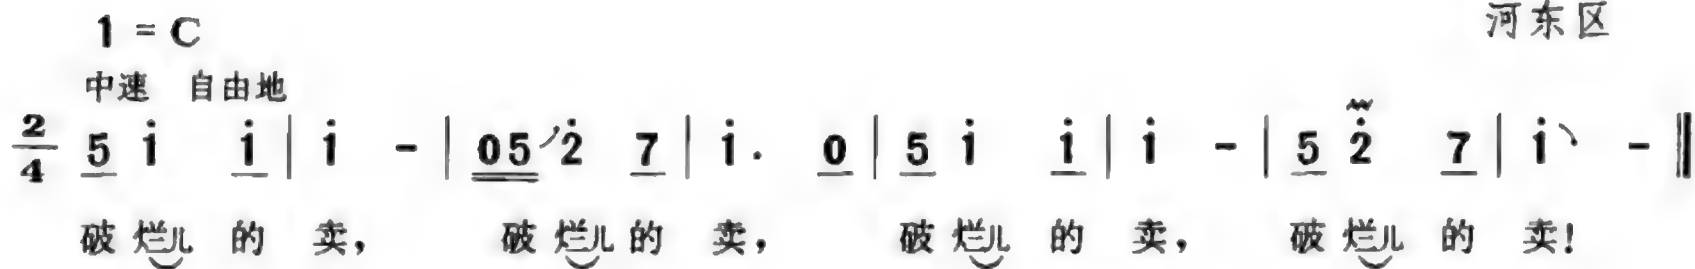 1 = C 河东区
中速 自由地
2/4 5 i i | i - | 05 2 7 | i. 0 | 5 i i | i - | 5 2 7 | i - ‖
破 烂儿 的 卖, 破 烂儿 的 卖, 破 烂儿 的 卖, 破 烂儿 的 卖!